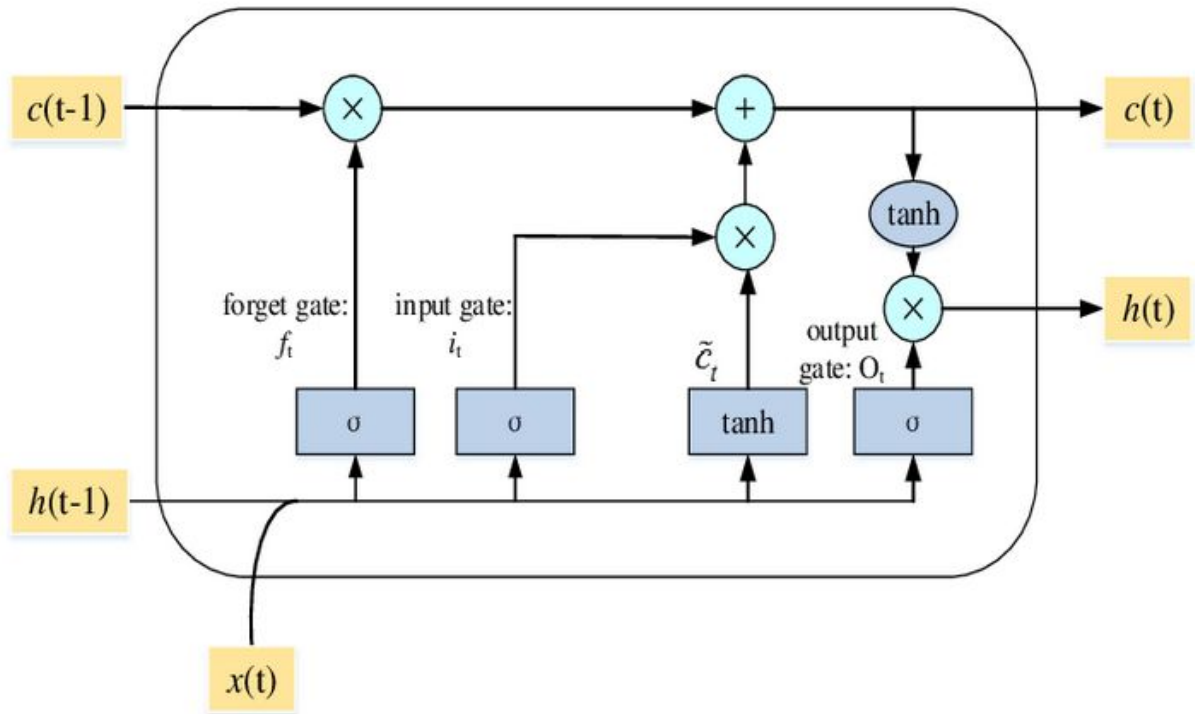 c(t-1)
×
+
c(t)
tanh
×
forget gate:
f_t
input gate:
i_t
c̃_t
output
gate: O_t
×
h(t)
σ
σ
tanh
σ
h(t-1)
x(t)